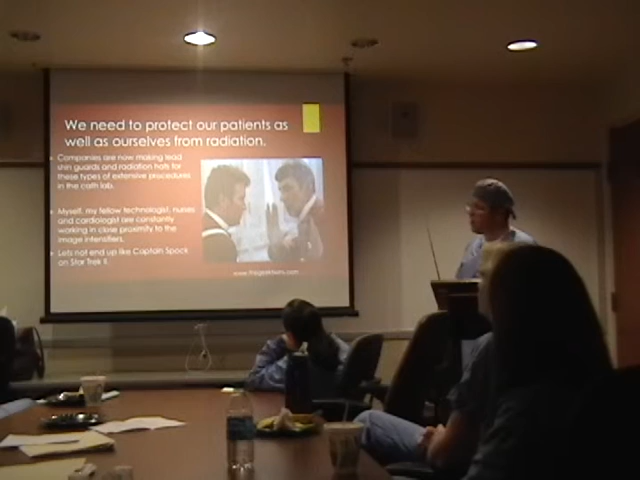 We need to protect our patients as
well as ourselves from radiation.
Companies are now making lead
shin guards and radiation hats for
these types of extensive procedures
in the cath lab.
Myself, my fellow technologist, nurses
and cardiologist are constantly
working in close proximity to the
image intensifiers.
Lets not end up like Captain Spock
on Star Trek II.